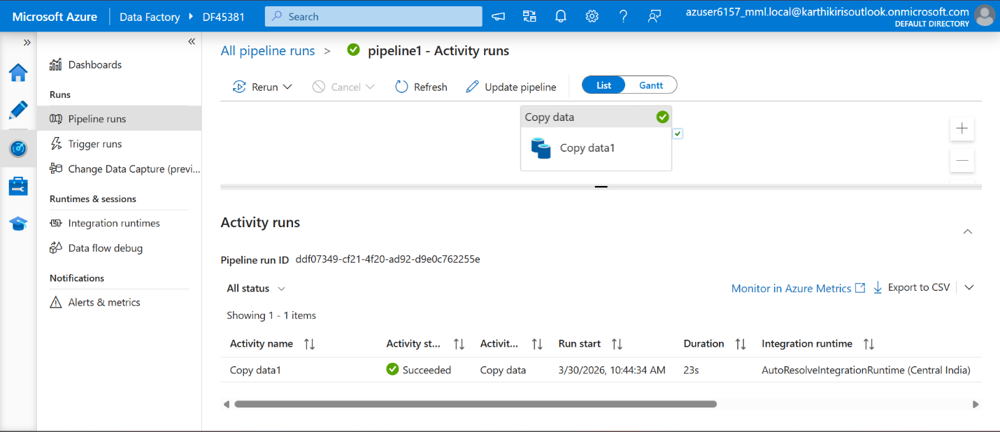 Microsoft Azure
Data Factory
DF45381
Search
azuser6157_mml.local@karthikirisoutlook.onmicrosoft.com
DEFAULT DIRECTORY
Dashboards
Runs
Pipeline runs
Trigger runs
Change Data Capture (previ...
Runtimes & sessions
Integration runtimes
Data flow debug
Notifications
Alerts & metrics
All pipeline runs > pipeline1 - Activity runs
Rerun Cancel Refresh Update pipeline List Gantt
Copy data
Copy data1
Activity runs
Pipeline run ID ddf07349-cf21-4f20-ad92-d9e0c762255e
All status
Monitor in Azure Metrics Export to CSV
Showing 1 - 1 items
Activity name Activity st... Activit... Run start Duration Integration runtime
Copy data1 Succeeded Copy data 3/30/2026, 10:44:34 AM 23s AutoResolveIntegrationRuntime (Central India)